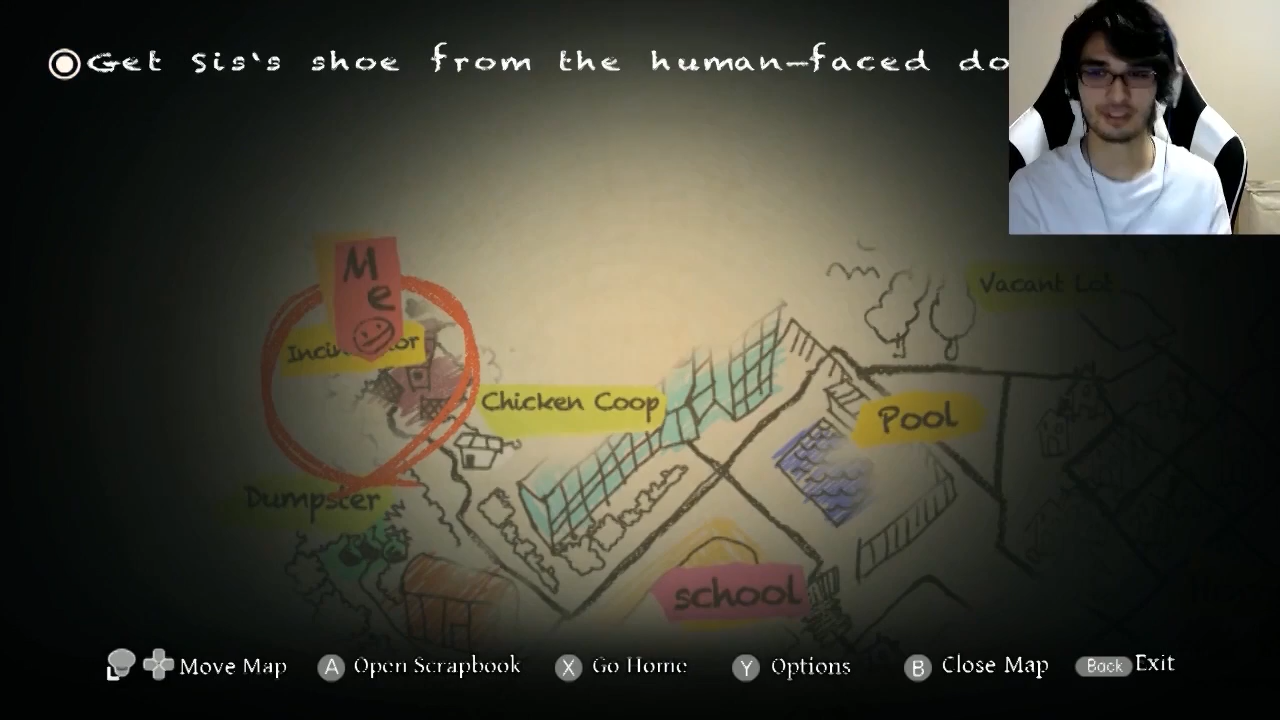 Get Sis's shoe from the human-faced do
Me
Vacant Lot
Chicken Coop
Pool
Dumpster
school
Move Map A Open Scrapbook X Go Home Y Options B Close Map Back Exit